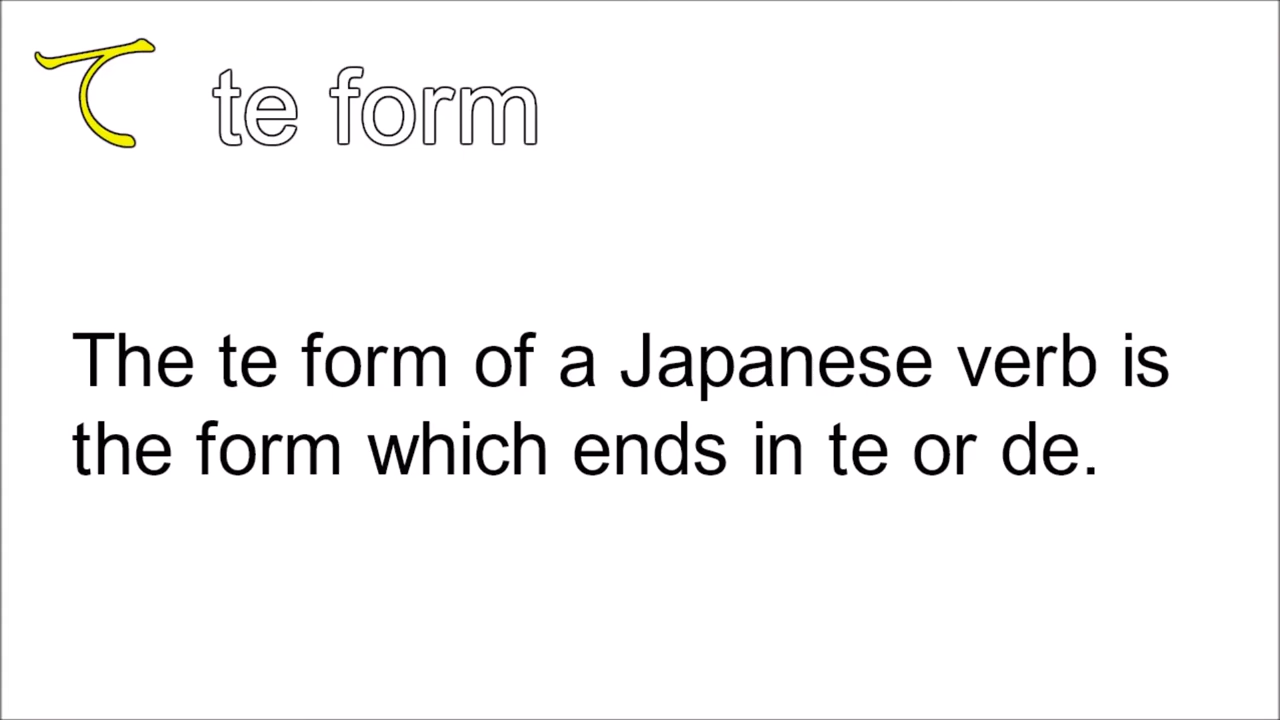 て te form
The te form of a Japanese verb is
the form which ends in te or de.